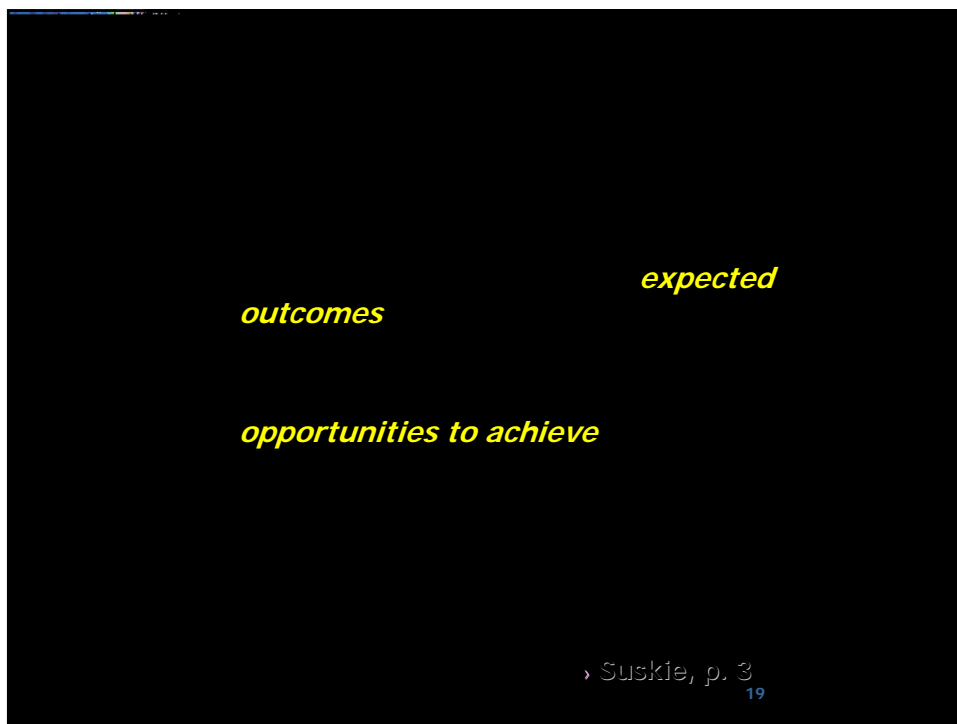 expected
outcomes
opportunities to achieve
› Suskie, p. 3
19